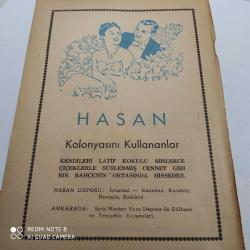 HASAN
Kolonyasını Kullananlar
KENDİLERİ LÂTİF KOKULU BİNLERCE
ÇİÇEKLERLE SÜSLENMİŞ CENNET GİBİ
BİR BAHÇENİN ORTASINDA HİSSEDER.
HASAN DEPOSU: İstanbul — Eminönü, Karaköy,
Beyoğlu, Kadıköy.
ANKARADA: Şark Merkez Ecza Deposu ile Gülhane
ve Yenişehir Eczaneleri.
REDMI NOTE 8
AI QUAD CAMERA